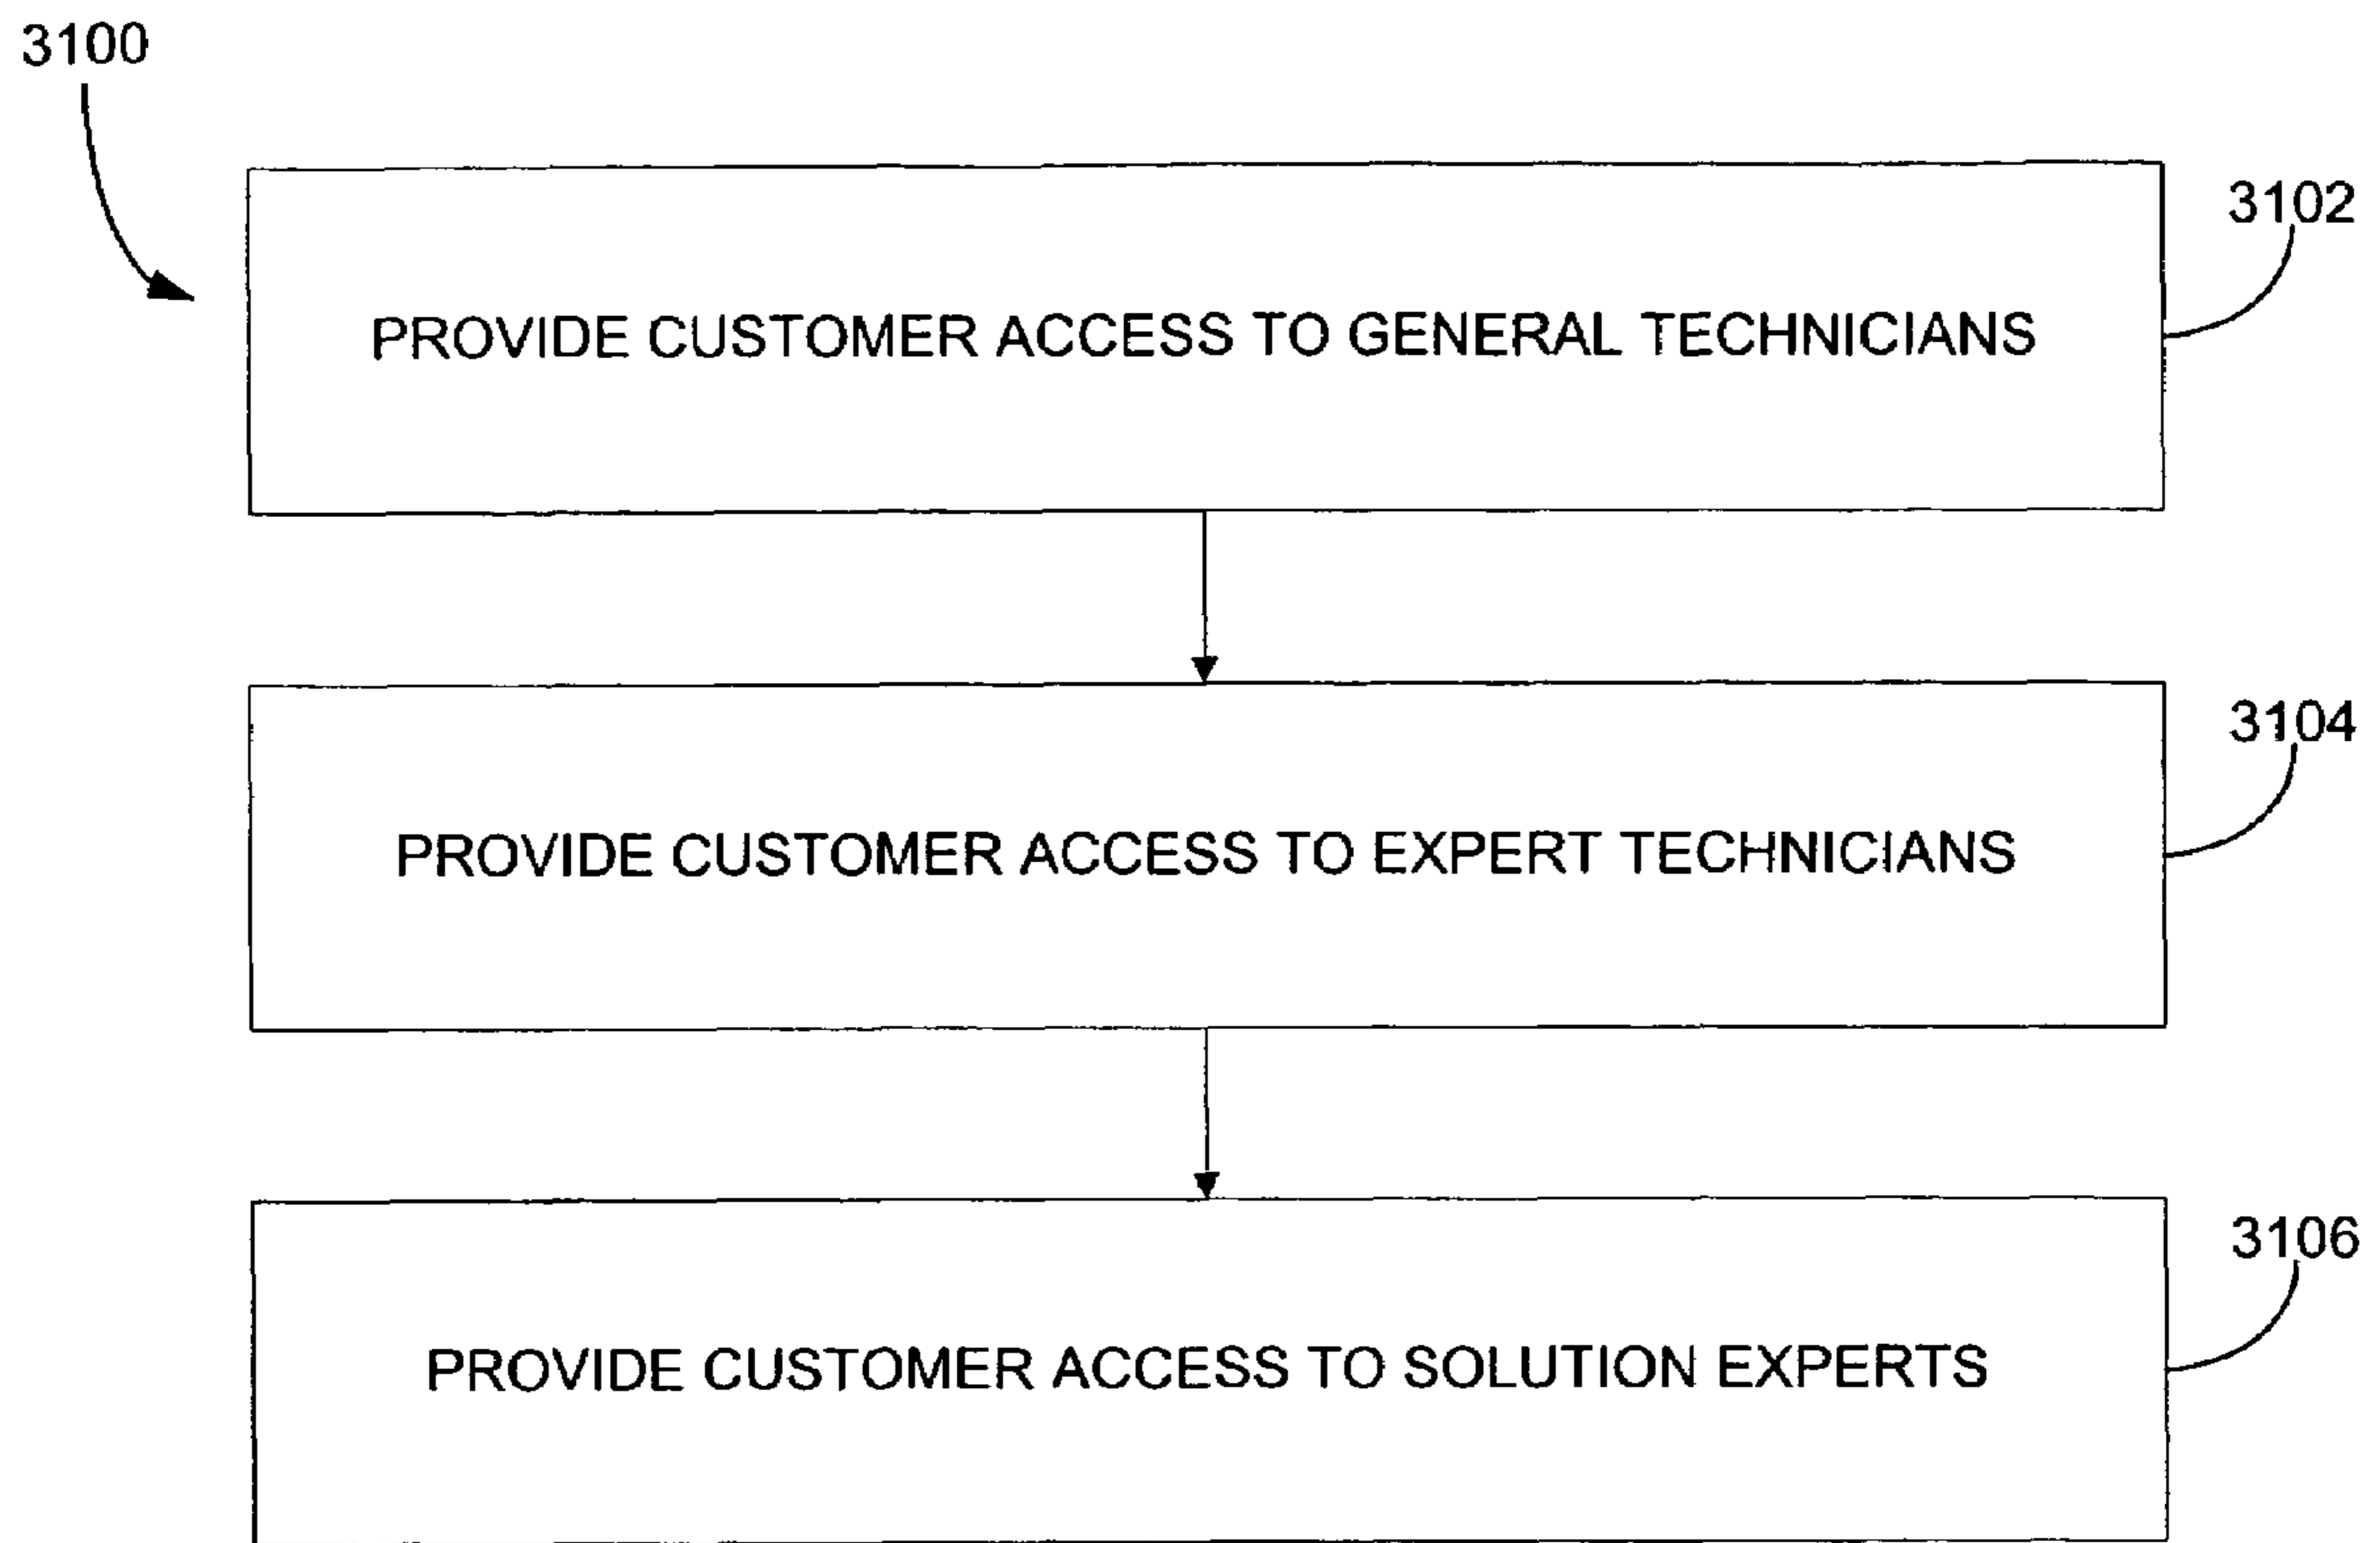 3100
3102
PROVIDE CUSTOMER ACCESS TO GENERAL TECHNICIANS
3104
PROVIDE CUSTOMER ACCESS TO EXPERT TECHNICIANS
3106
PROVIDE CUSTOMER ACCESS TO SOLUTION EXPERTS